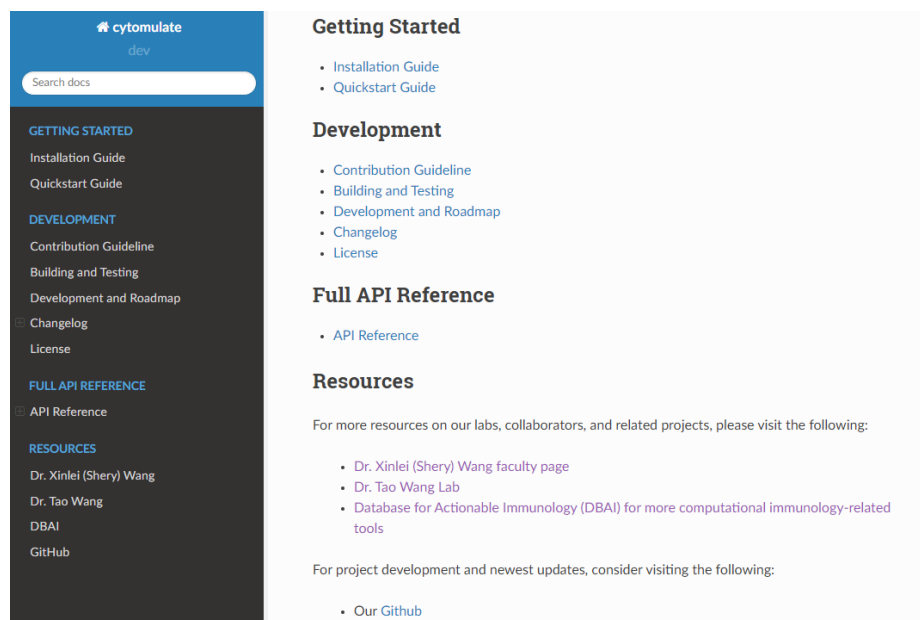 cytomulate
dev
Search docs
GETTING STARTED
Installation Guide
Quickstart Guide
DEVELOPMENT
Contribution Guideline
Building and Testing
Development and Roadmap
Changelog
License
FULL API REFERENCE
API Reference
RESOURCES
Dr. Xinlei (Shery) Wang
Dr. Tao Wang
DBAI
GitHub
Getting Started
Installation Guide
Quickstart Guide
Development
Contribution Guideline
Building and Testing
Development and Roadmap
Changelog
License
Full API Reference
API Reference
Resources
For more resources on our labs, collaborators, and related projects, please visit the following:
Dr. Xinlei (Shery) Wang faculty page
Dr. Tao Wang Lab
Database for Actionable Immunology (DBAI) for more computational immunology-related
tools
For project development and newest updates, consider visiting the following:
Our Github